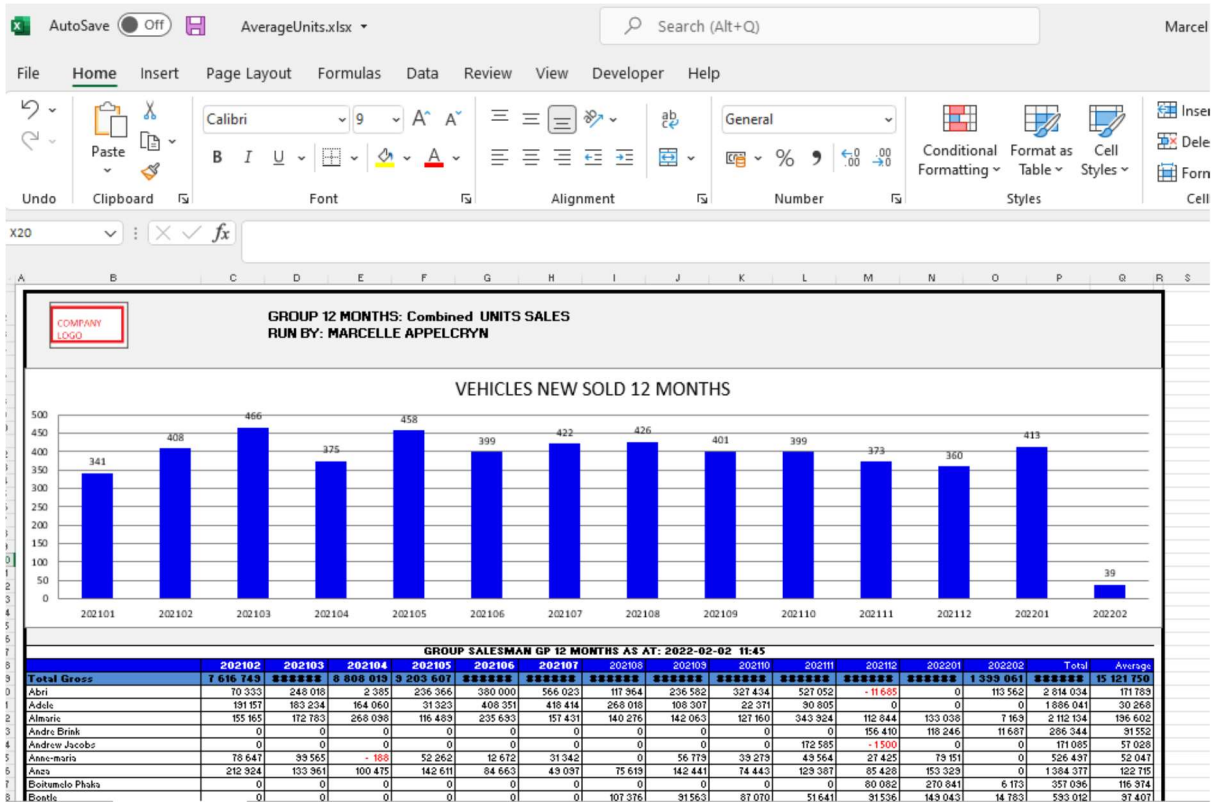 AutoSave Off AverageUnits.xlsx Search (Alt+Q) Marcel
File Home Insert Page Layout Formulas Data Review View Developer Help
Calibri 9 A^ A˅ ab General Inser
Paste B I U A % 9 Conditional Formatting Format as Table Cell Styles Dele
Form
Undo Clipboard Font Alignment Number Styles Cell
X20 fx
A B C D E F G H I J K L M N O P Q R S
COMPANY LOGO
GROUP 12 MONTHS: Combined UNITS SALES
RUN BY: MARCELLE APPELCRYN
VEHICLES NEW SOLD 12 MONTHS
500
450
400
350
300
250
200
150
100
50
0
341 408 466 375 458 399 422 426 401 399 373 360 413 39
202101 202102 202103 202104 202105 202106 202107 202108 202109 202110 202111 202112 202201 202202
GROUP SALESMAN GP 12 MONTHS AS AT: 2022-02-02 11:45
202102 202103 202104 202105 202106 202107 202108 202109 202110 202111 202112 202201 202202 Total Average
Total Gross 7 616 749 ###### 8 808 019 9 203 607 ###### ###### ###### ###### ###### ###### ###### ###### 1 399 061 ###### 15 121 750
Abri 70 333 248 018 2 385 236 366 380 000 566 023 117 964 236 582 327 434 527 052 - 11 685 0 113 562 2 814 034 171 789
Adele 191 157 183 234 164 060 31 323 408 351 418 414 268 018 108 307 22 371 90 805 0 0 0 1 886 041 30 268
Almarie 155 165 172 783 268 098 116 489 235 693 157 431 140 276 142 063 127 160 343 924 112 844 133 038 7 169 2 112 134 196 602
Andre Brink 0 0 0 0 0 0 0 0 0 0 156 410 118 246 11 687 286 344 91 552
Andrew Jacobs 0 0 0 0 0 0 0 0 0 172 585 - 1 500 0 0 171 085 57 028
Anne-maria 78 647 99 565 - 188 52 262 12 672 31 342 0 56 779 39 279 49 564 27 425 79 151 0 526 497 52 047
Anza 212 924 133 961 100 475 142 611 84 663 49 097 75 619 142 441 74 443 129 387 85 428 153 329 0 1 384 377 122 715
Boitumelo Phaka 0 0 0 0 0 0 0 0 0 0 80 082 270 841 6 173 357 096 116 974
Bontle 0 0 0 0 0 0 107 376 91 563 87 070 51 641 91 536 149 043 14 783 593 012 97 407